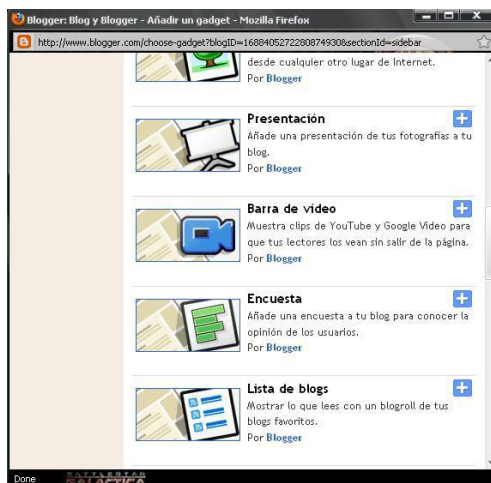 Blogger: Blog y Blogger - Añadir un gadget - Mozilla Firefox
http://www.blogger.com/choose-gadget?blogID=1688405272280874930&sectionId=sidebar
desde cualquier otro lugar de Internet.
Por Blogger
Presentación
Añade una presentación de tus fotografías a tu
blog.
Por Blogger
Barra de vídeo
Muestra clips de YouTube y Google Video para
que tus lectores los vean sin salir de la página.
Por Blogger
Encuesta
Añade una encuesta a tu blog para conocer la
opinión de los usuarios.
Por Blogger
Lista de blogs
Mostrar lo que lees con un blogroll de tus
blogs favoritos.
Por Blogger
Done
BATTLESTAR
GALACTICA